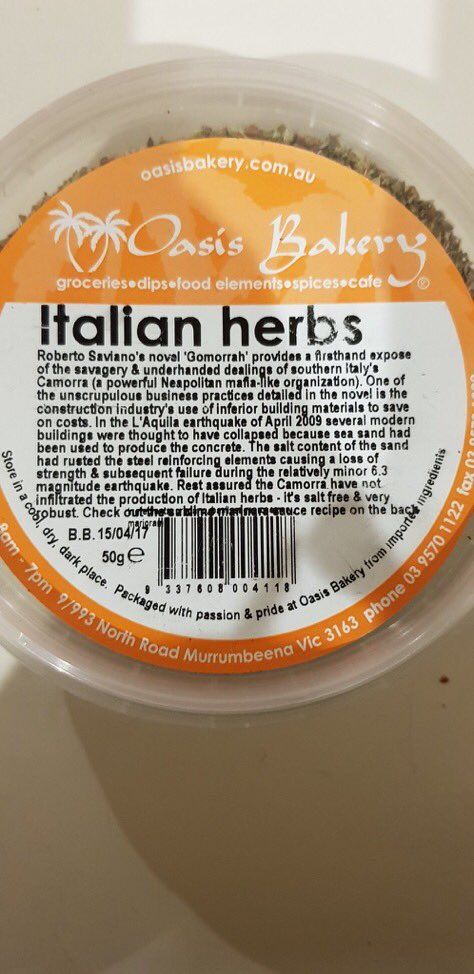 oasisbakery.com.au
Oasis Bakery
groceries•dips•food elements•spices•cafe ©
Italian herbs
Roberto Saviano's novel 'Gomorrah' provides a firsthand expose
of the savagery & underhanded dealings of southern Italy's
Camorra (a powerful Neapolitan mafia-like organization). One of
the unscrupulous business practices detailed in the novel is the
construction industry's use of inferior building materials to save
on costs. In the L'Aquila earthquake of April 2009 several modern
buildings were thought to have collapsed because sea sand had
been used to produce the concrete. The salt content of the sand
had rusted the steel reinforcing elements causing a loss of
strength & subsequent failure during the relatively minor 6.3
magnitude earthquake. Rest assured the Camorra have not
infiltrated the production of Italian herbs - it's salt free & very
robust. Check out the sauce recipe on the back
marjoram
B.B. 15/04/17
50g e
9 337608 004118
Store in a cool, dry, dark place. Packaged with passion & pride at Oasis Bakery from imported ingredients
8am - 7pm 9/993 North Road Murrumbeena Vic 3163 phone 03 9570 1122 fax 03